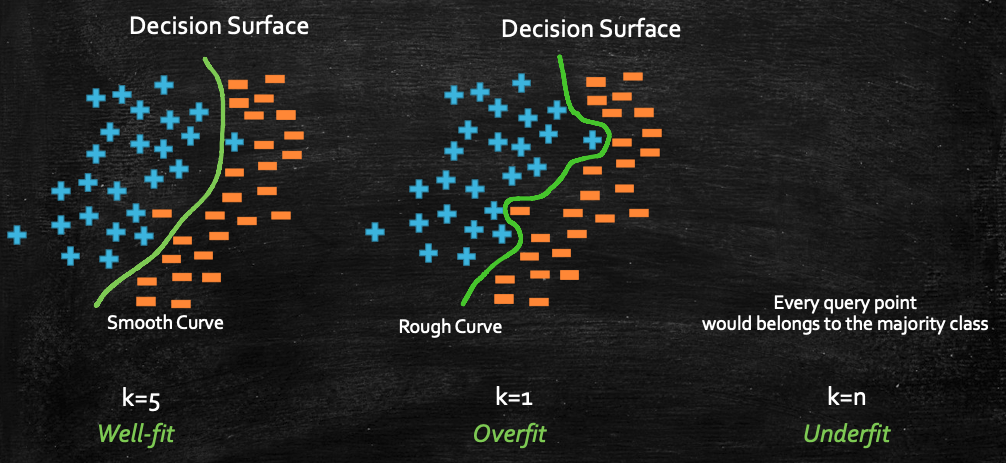 Decision Surface
Smooth Curve
k=5
Well-fit
Decision Surface
Rough Curve
k=1
Overfit
Every query point
would belongs to the majority class
k=n
Underfit